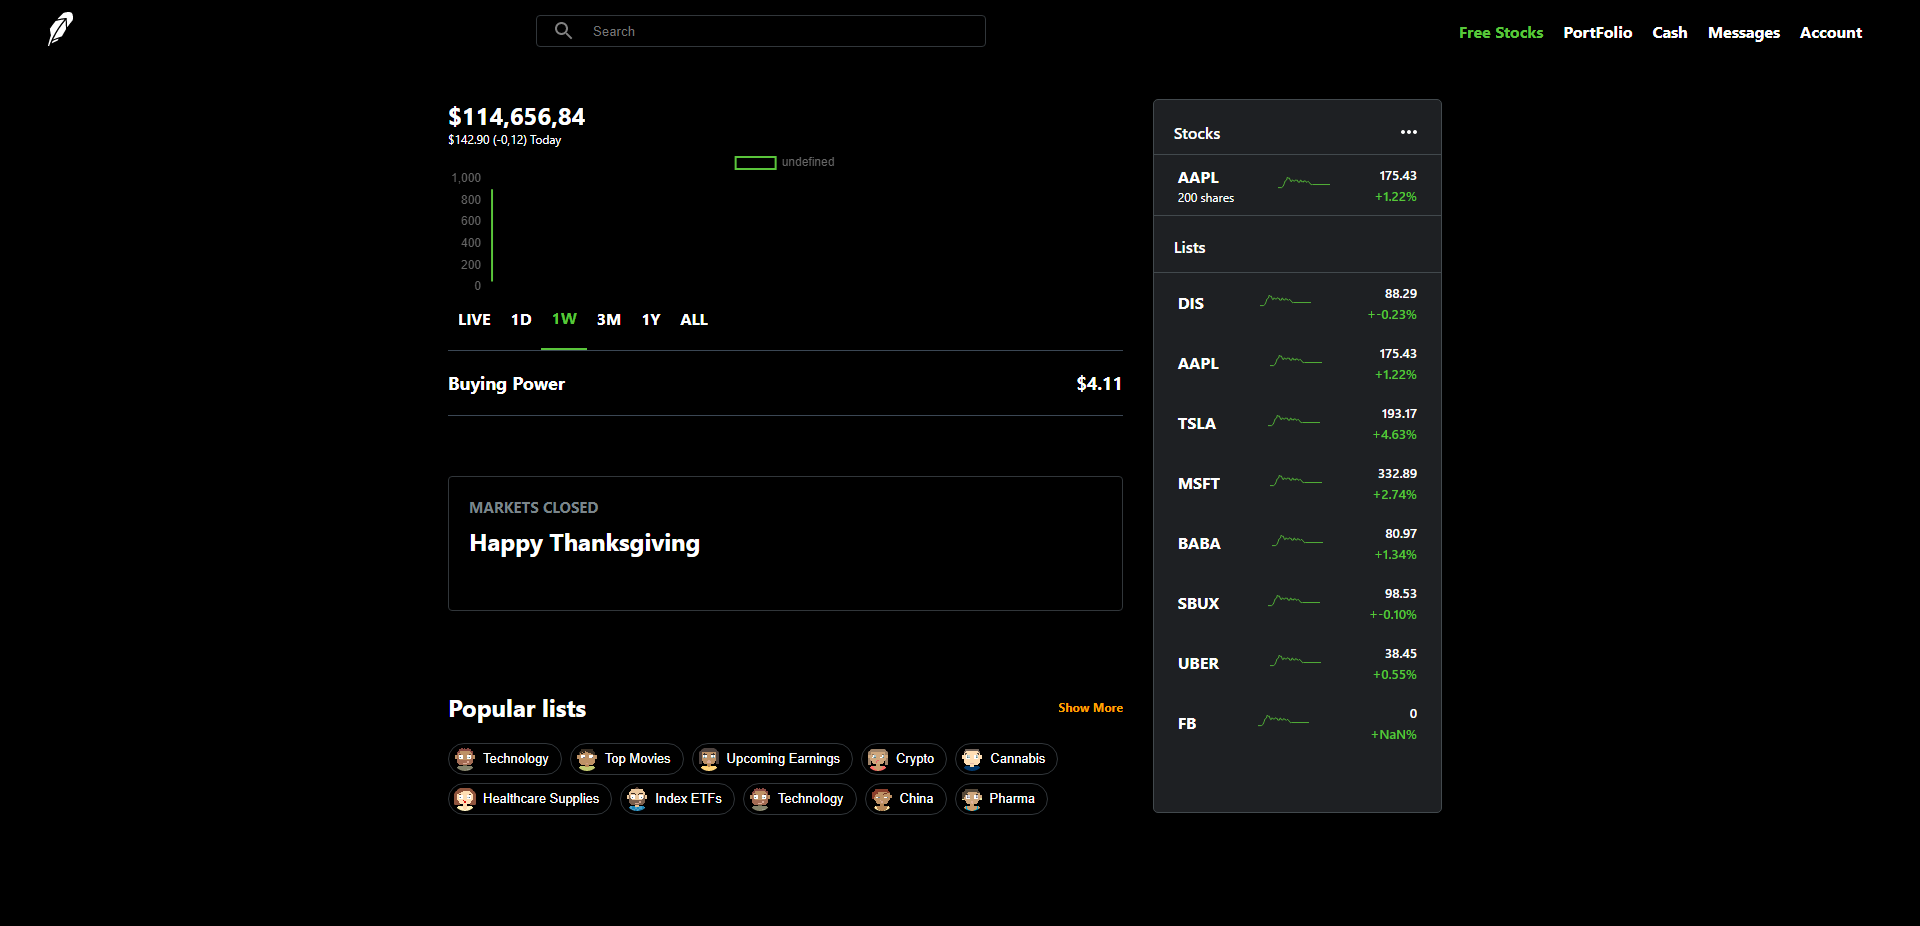 Search
Free Stocks PortFolio Cash Messages Account
$114,656,84
$142.90 (-0,12) Today
undefined
1,000
800
600
400
200
0
LIVE 1D 1W 3M 1Y ALL
Buying Power $4.11
MARKETS CLOSED
Happy Thanksgiving
Popular lists Show More
Technology Top Movies Upcoming Earnings Crypto Cannabis
Healthcare Supplies Index ETFs Technology China Pharma
Stocks
AAPL 175.43
200 shares +1.22%
Lists
DIS 88.29
+-0.23%
AAPL 175.43
+1.22%
TSLA 193.17
+4.63%
MSFT 332.89
+2.74%
BABA 80.97
+1.34%
SBUX 98.53
+-0.10%
UBER 38.45
+0.55%
FB 0
+NaN%